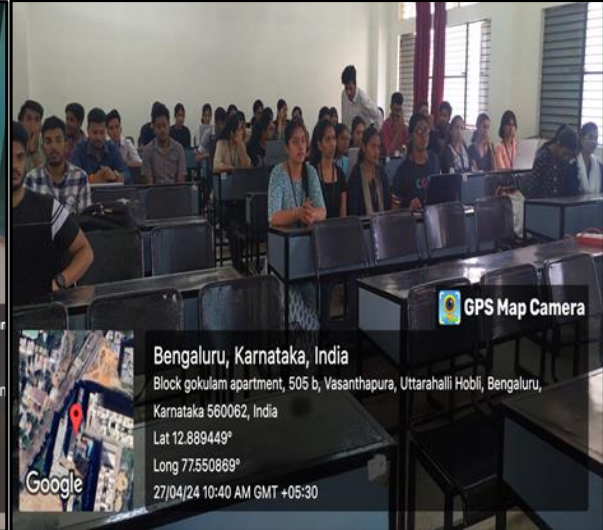 GPS Map Camera
Bengaluru, Karnataka, India
Block gokulam apartment, 505 b, Vasanthapura, Uttarahalli Hobli, Bengaluru,
Karnataka 560062, India
Lat 12.889449°
Long 77.550869°
27/04/24 10:40 AM GMT +05:30
Google